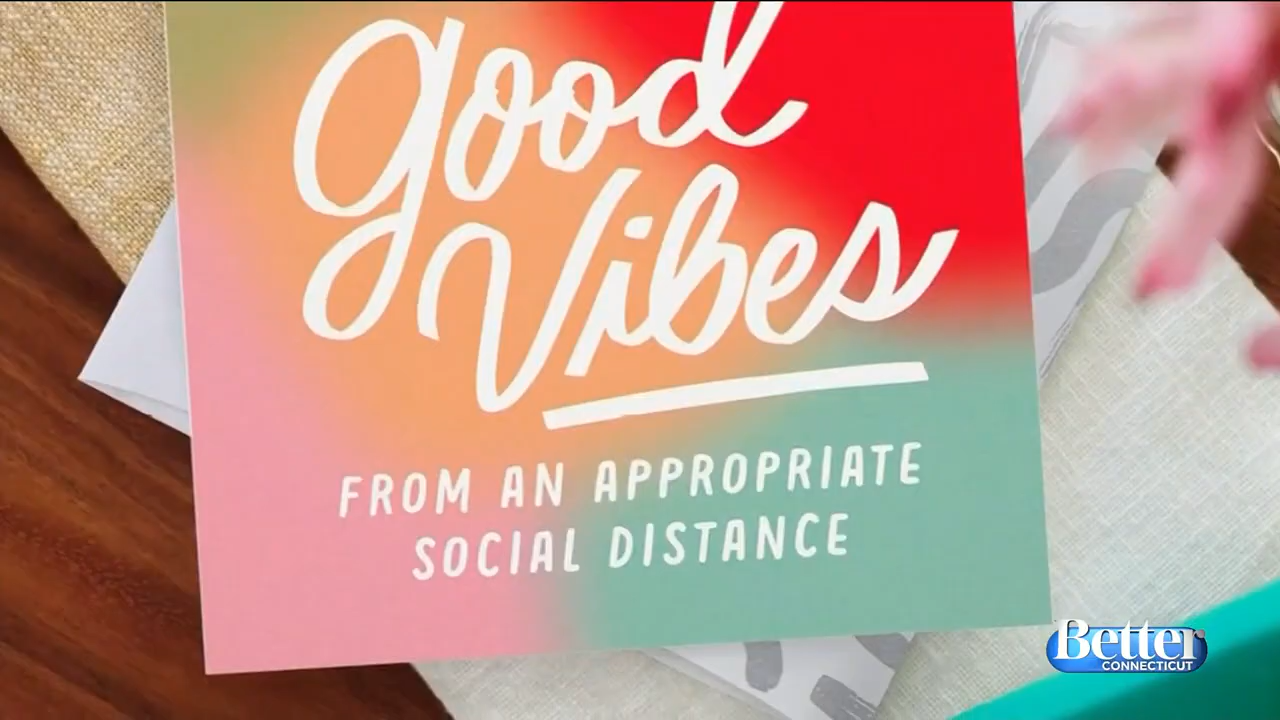 good
Vibes
FROM AN APPROPRIATE
SOCIAL DISTANCE
Better
CONNECTICUT